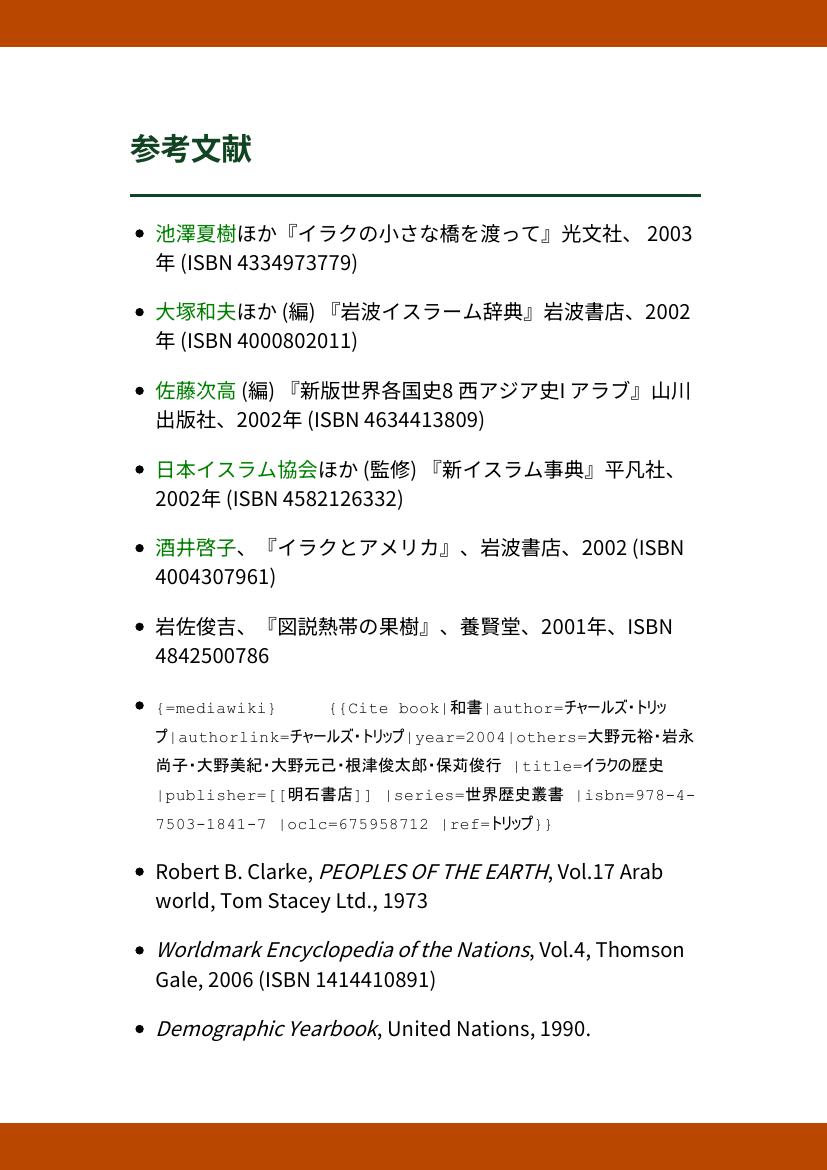 参考文献
池澤夏樹ほか『イラクの小さな橋を渡って』光文社、 2003
年 (ISBN 4334973779)
大塚和夫ほか (編) 『岩波イスラーム辞典』岩波書店、2002
年 (ISBN 4000802011)
佐藤次高 (編) 『新版世界各国史8 西アジア史I アラブ』山川
出版社、2002年 (ISBN 4634413809)
日本イスラム協会ほか (監修) 『新イスラム事典』平凡社、
2002年 (ISBN 4582126332)
酒井啓子、『イラクとアメリカ』、岩波書店、2002 (ISBN
4004307961)
岩佐俊吉、『図説熱帯の果樹』、養賢堂、2001年、ISBN
4842500786
{=mediawiki} {{Cite book|和書|author=チャールズ・トリッ
プ|authorlink=チャールズ・トリップ|year=2004|others=大野元裕・岩永
尚子・大野美紀・大野元己・根津俊太郎・保苅俊行 |title=イラクの歴史
|publisher=[[明石書店]] |series=世界歴史叢書 |isbn=978-4-
7503-1841-7 |oclc=675958712 |ref=トリップ}}
Robert B. Clarke, PEOPLES OF THE EARTH, Vol.17 Arab
world, Tom Stacey Ltd., 1973
Worldmark Encyclopedia of the Nations, Vol.4, Thomson
Gale, 2006 (ISBN 1414410891)
Demographic Yearbook, United Nations, 1990.